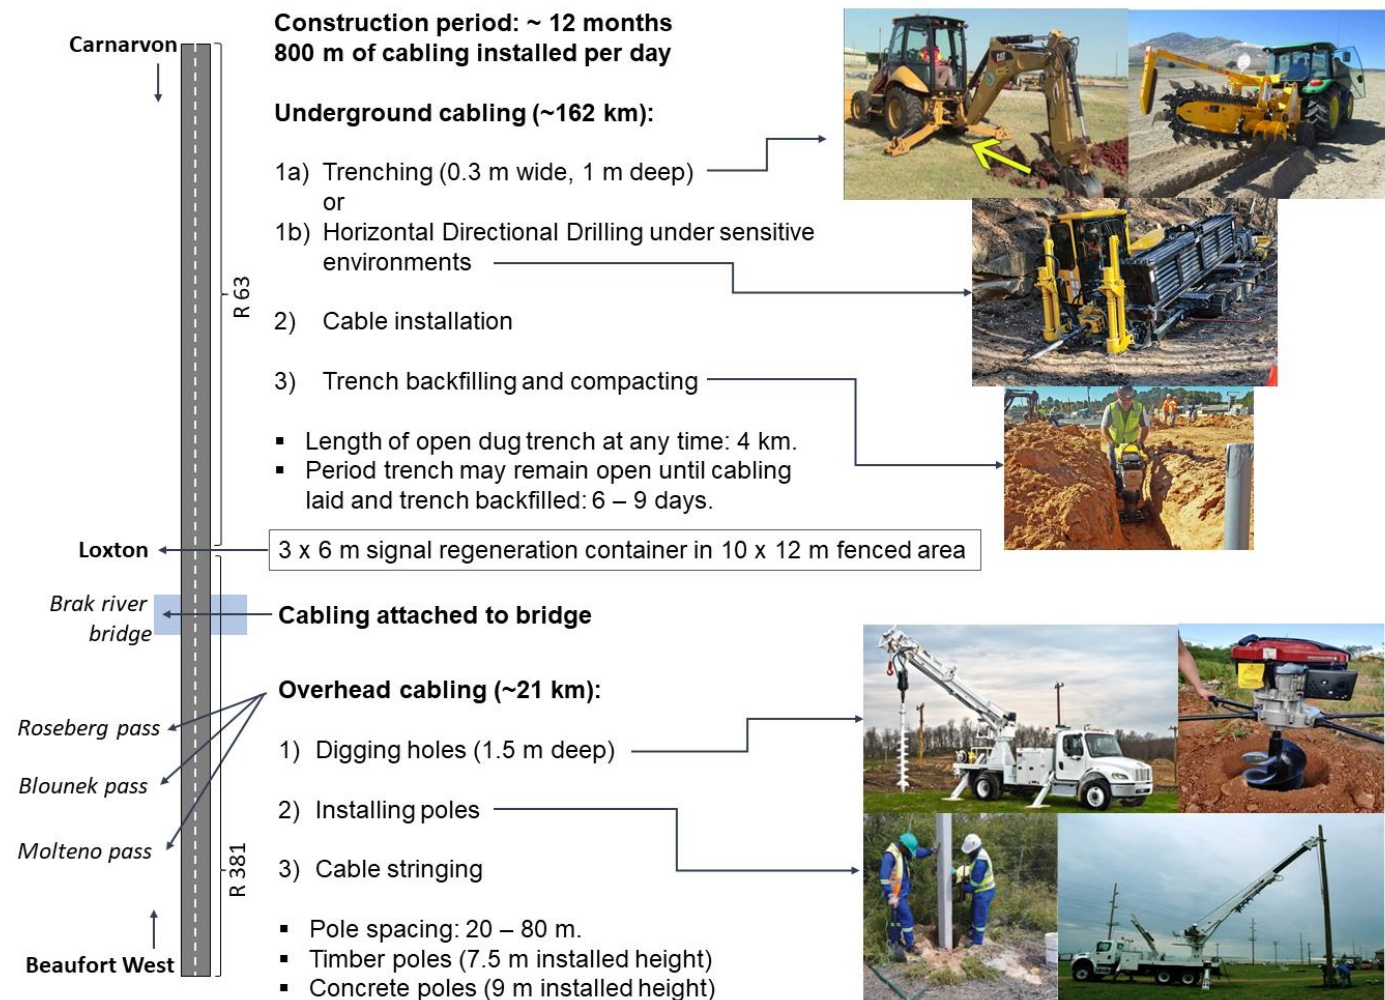 Carnarvon
Construction period: ~ 12 months
800 m of cabling installed per day
Underground cabling (~162 km):
1a) Trenching (0.3 m wide, 1 m deep)
or
1b) Horizontal Directional Drilling under sensitive
environments
R 63
2) Cable installation
3) Trench backfilling and compacting
▪ Length of open dug trench at any time: 4 km.
▪ Period trench may remain open until cabling
laid and trench backfilled: 6 – 9 days.
Loxton
3 x 6 m signal regeneration container in 10 x 12 m fenced area
Brak river
bridge
Cabling attached to bridge
Overhead cabling (~21 km):
Roseberg pass
Blounek pass
Molteno pass
1) Digging holes (1.5 m deep)
2) Installing poles
3) Cable stringing
R 381
▪ Pole spacing: 20 – 80 m.
▪ Timber poles (7.5 m installed height)
▪ Concrete poles (9 m installed height)
Beaufort West
CAT